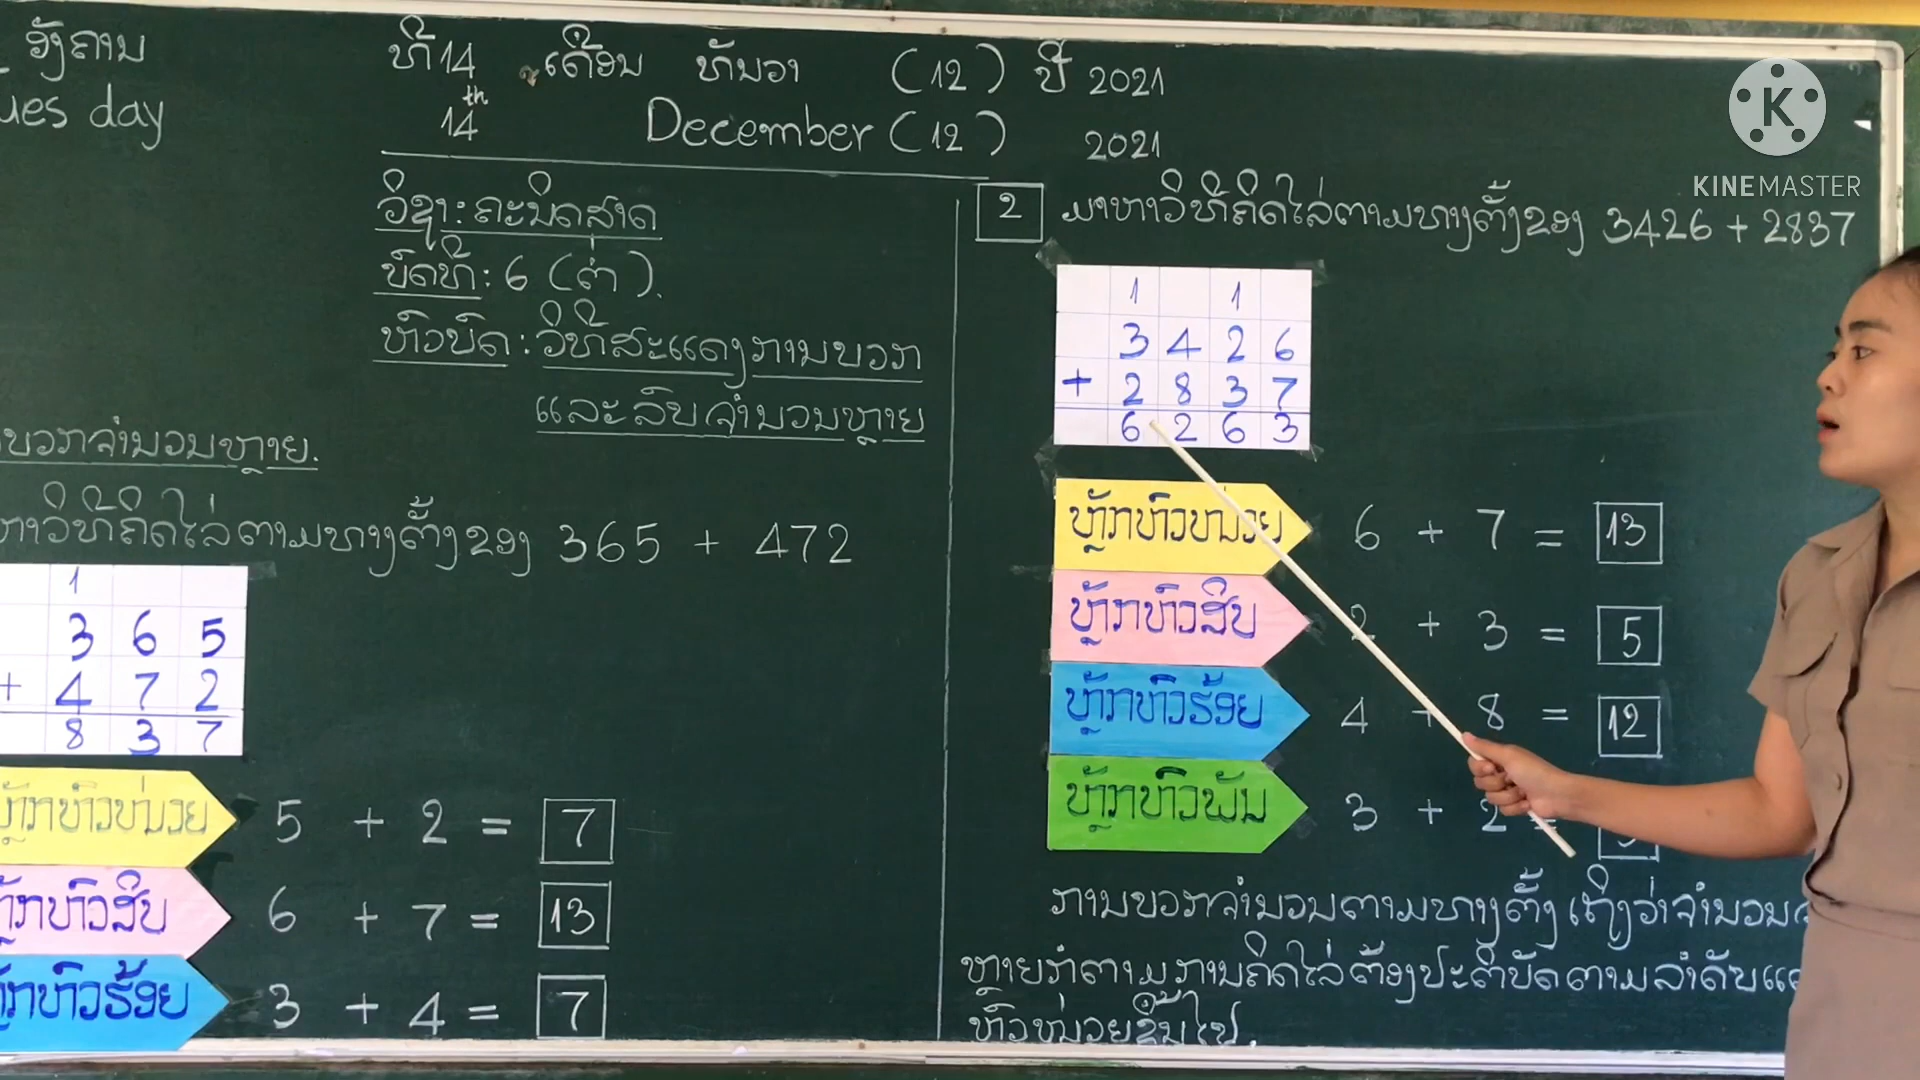 ອັງຄານ ທີ 14 ເດືອນ ທັນວາ (12) ປີ 2021
day 14th December (12) 2021
ວິຊາ: ຄະນິດສາດ
ບົດທີ: 6 (ຕໍ່).
ຫົວບົດ: ວິທີສະແດງການບວກ
ແລະລົບຈຳນວນຫຼາຍ
ບວກຈຳນວນຫຼາຍ.
ຫາວິທີຄິດໄລ່ຕາມທາງຕັ້ງຂອງ 365 + 472
1
3 6 5
+ 4 7 2
8 3 7
ຫຼັກຫົວໜ່ວຍ 5 + 2 = 7
ຫຼັກຫົວສິບ 6 + 7 = 13
ຫຼັກຫົວຮ້ອຍ 3 + 4 = 7
2 ມາຫາວິທີຄິດໄລ່ຕາມທາງຕັ້ງຂອງ 3426 + 2837
1 1
3 4 2 6
+ 2 8 3 7
6 2 6 3
ຫຼັກຫົວໜ່ວຍ 6 + 7 = 13
ຫຼັກຫົວສິບ 2 + 3 = 5
ຫຼັກຫົວຮ້ອຍ 4 + 8 = 12
ຫຼັກຫົວພັນ 3 + 2 =
ການບວກຈຳນວນຕາມທາງຕັ້ງ ເຖິງວ່າຈຳນວນ
ຫຼາຍກໍຕາມ ການຄິດໄລ່ຕ້ອງປະຕິບັດຕາມລຳດັບແຕ່
ຫົວໜ່ວຍຂຶ້ນໄປ.
KINEMASTER